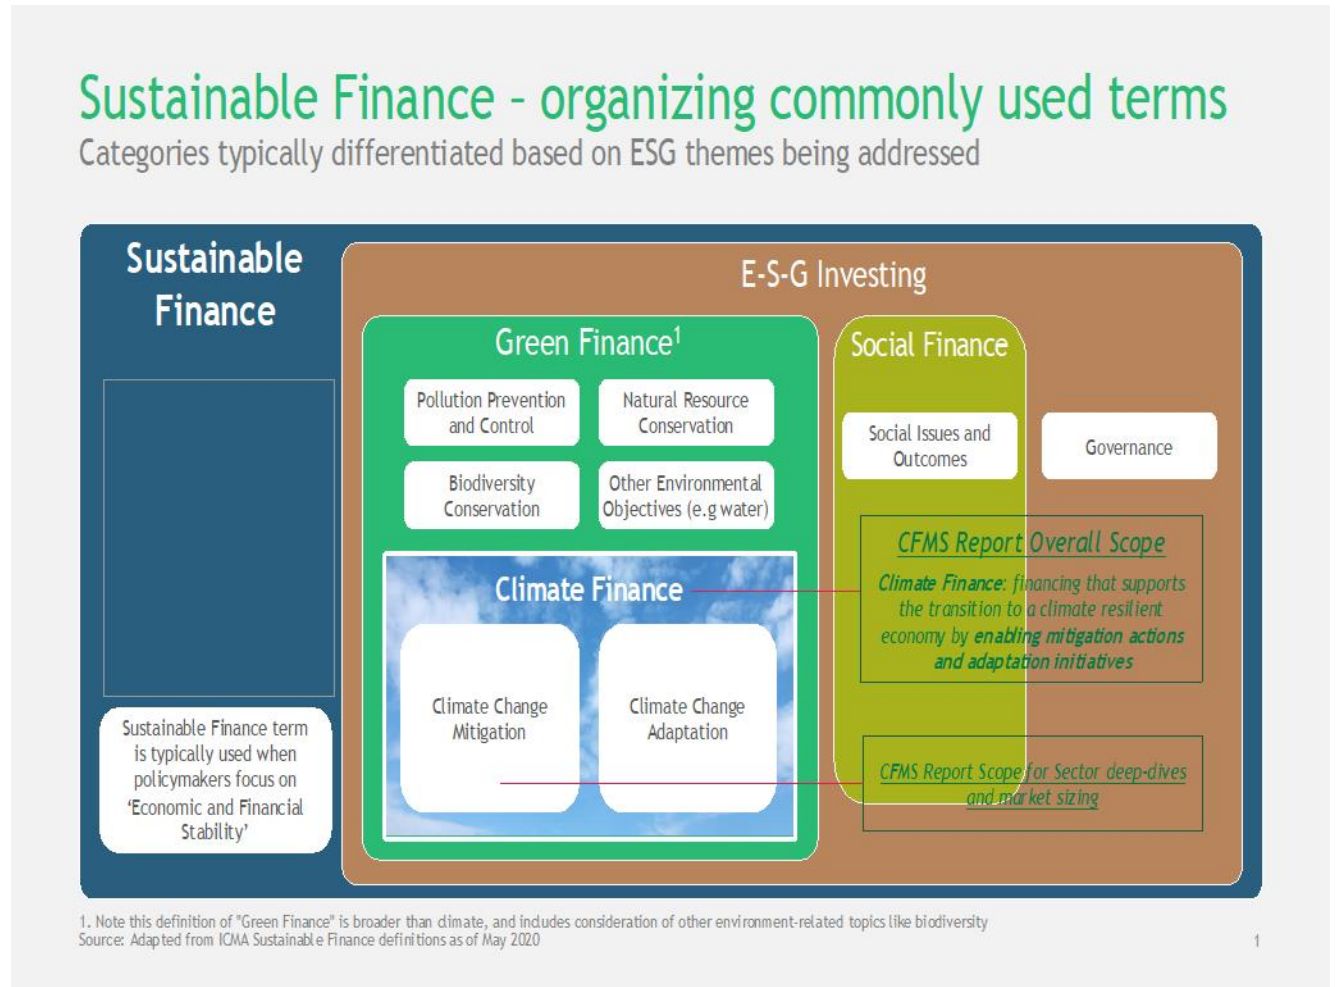 Sustainable Finance – organizing commonly used terms
Categories typically differentiated based on ESG themes being addressed
Sustainable
Finance
Sustainable Finance term
is typically used when
policymakers focus on
‘Economic and Financial
Stability’
E-S-G Investing
Green Finance¹
Pollution Prevention
and Control
Natural Resource
Conservation
Biodiversity
Conservation
Other Environmental
Objectives (e.g water)
Climate Finance
Climate Change
Mitigation
Climate Change
Adaptation
Social Finance
Social Issues and
Outcomes
Governance
CFMS Report Overall Scope
Climate Finance: financing that supports
the transition to a climate resilient
economy by enabling mitigation actions
and adaptation initiatives
CFMS Report Scope for Sector deep-dives
and market sizing
1. Note this definition of "Green Finance" is broader than climate, and includes consideration of other environment-related topics like biodiversity
Source: Adapted from ICMA Sustainable Finance definitions as of May 2020
1